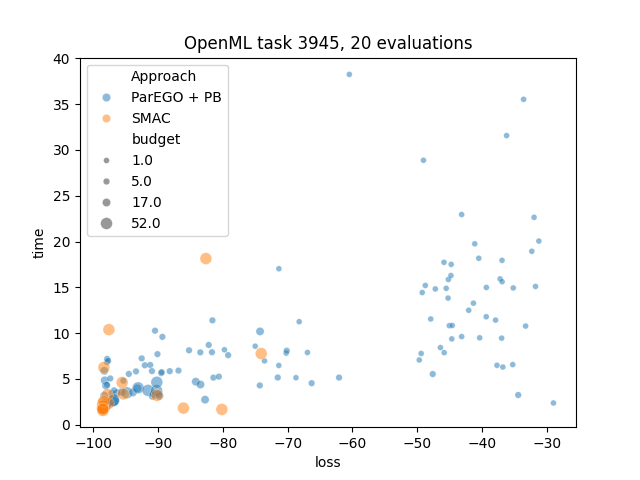 OpenML task 3945, 20 evaluations
40
35
30
25
20
15
10
5
0
time
Approach
ParEGO + PB
SMAC
budget
1.0
5.0
17.0
52.0
−100 −90 −80 −70 −60 −50 −40 −30
loss